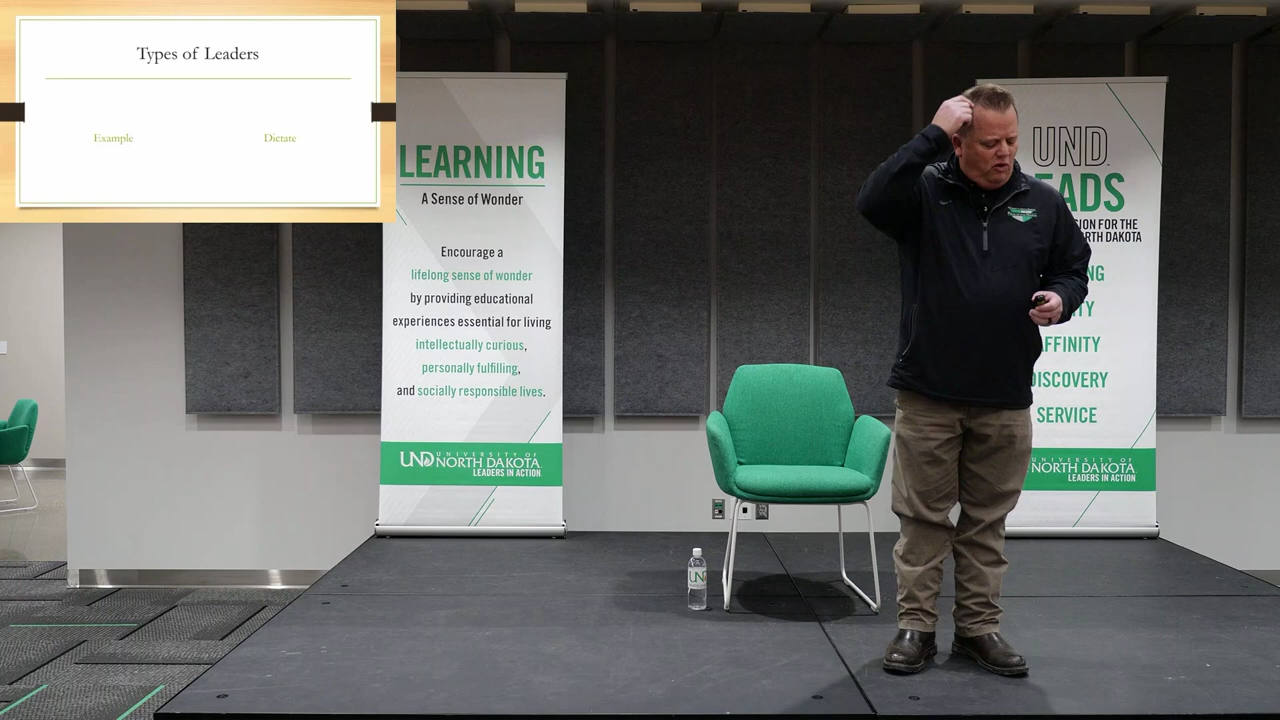 Types of Leaders
Example
Dictate
LEARNING
A Sense of Wonder
Encourage a
lifelong sense of wonder
by providing educational
experiences essential for living
intellectually curious,
personally fulfilling,
and socially responsible lives.
UND
UNIVERSITY OF
NORTH DAKOTA
LEADERS IN ACTION
UND
EADS
SION FOR THE
RTH DAKOTA
NG
TY
AFFINITY
DISCOVERY
SERVICE
UNIVERSITY OF
NORTH DAKOTA
LEADERS IN ACTION
UND